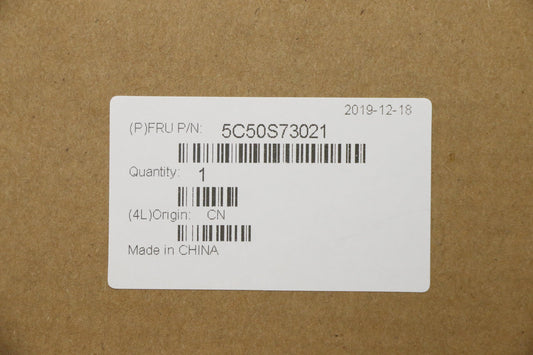 2019-12-18
(P)FRU P/N: 5C50S73021
Quantity: 1
(4L)Origin: CN
Made in CHINA